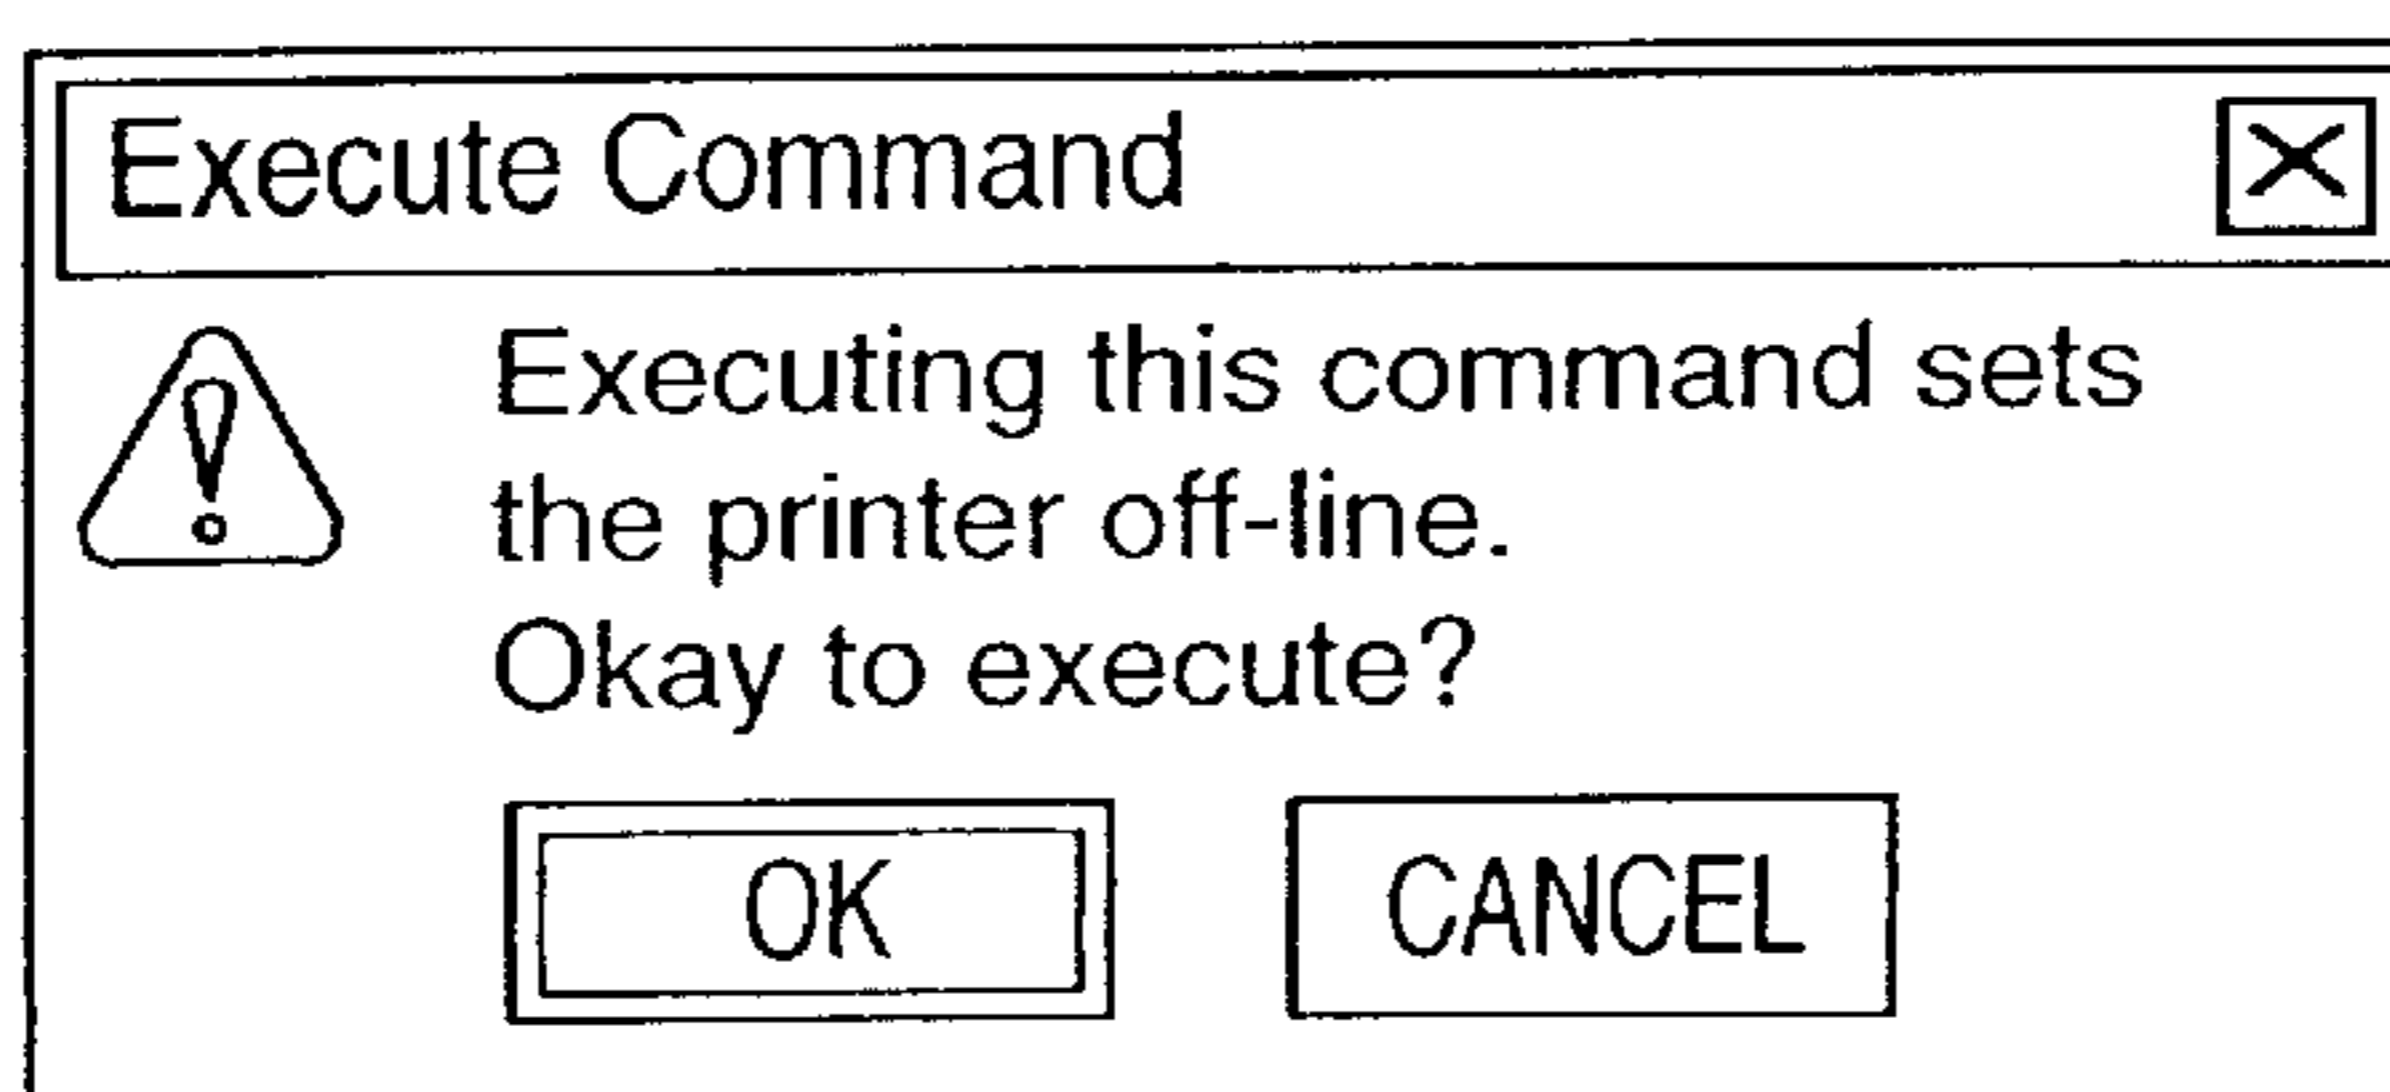 Execute Command
Executing this command sets
the printer off-line.
Okay to execute?
OK CANCEL